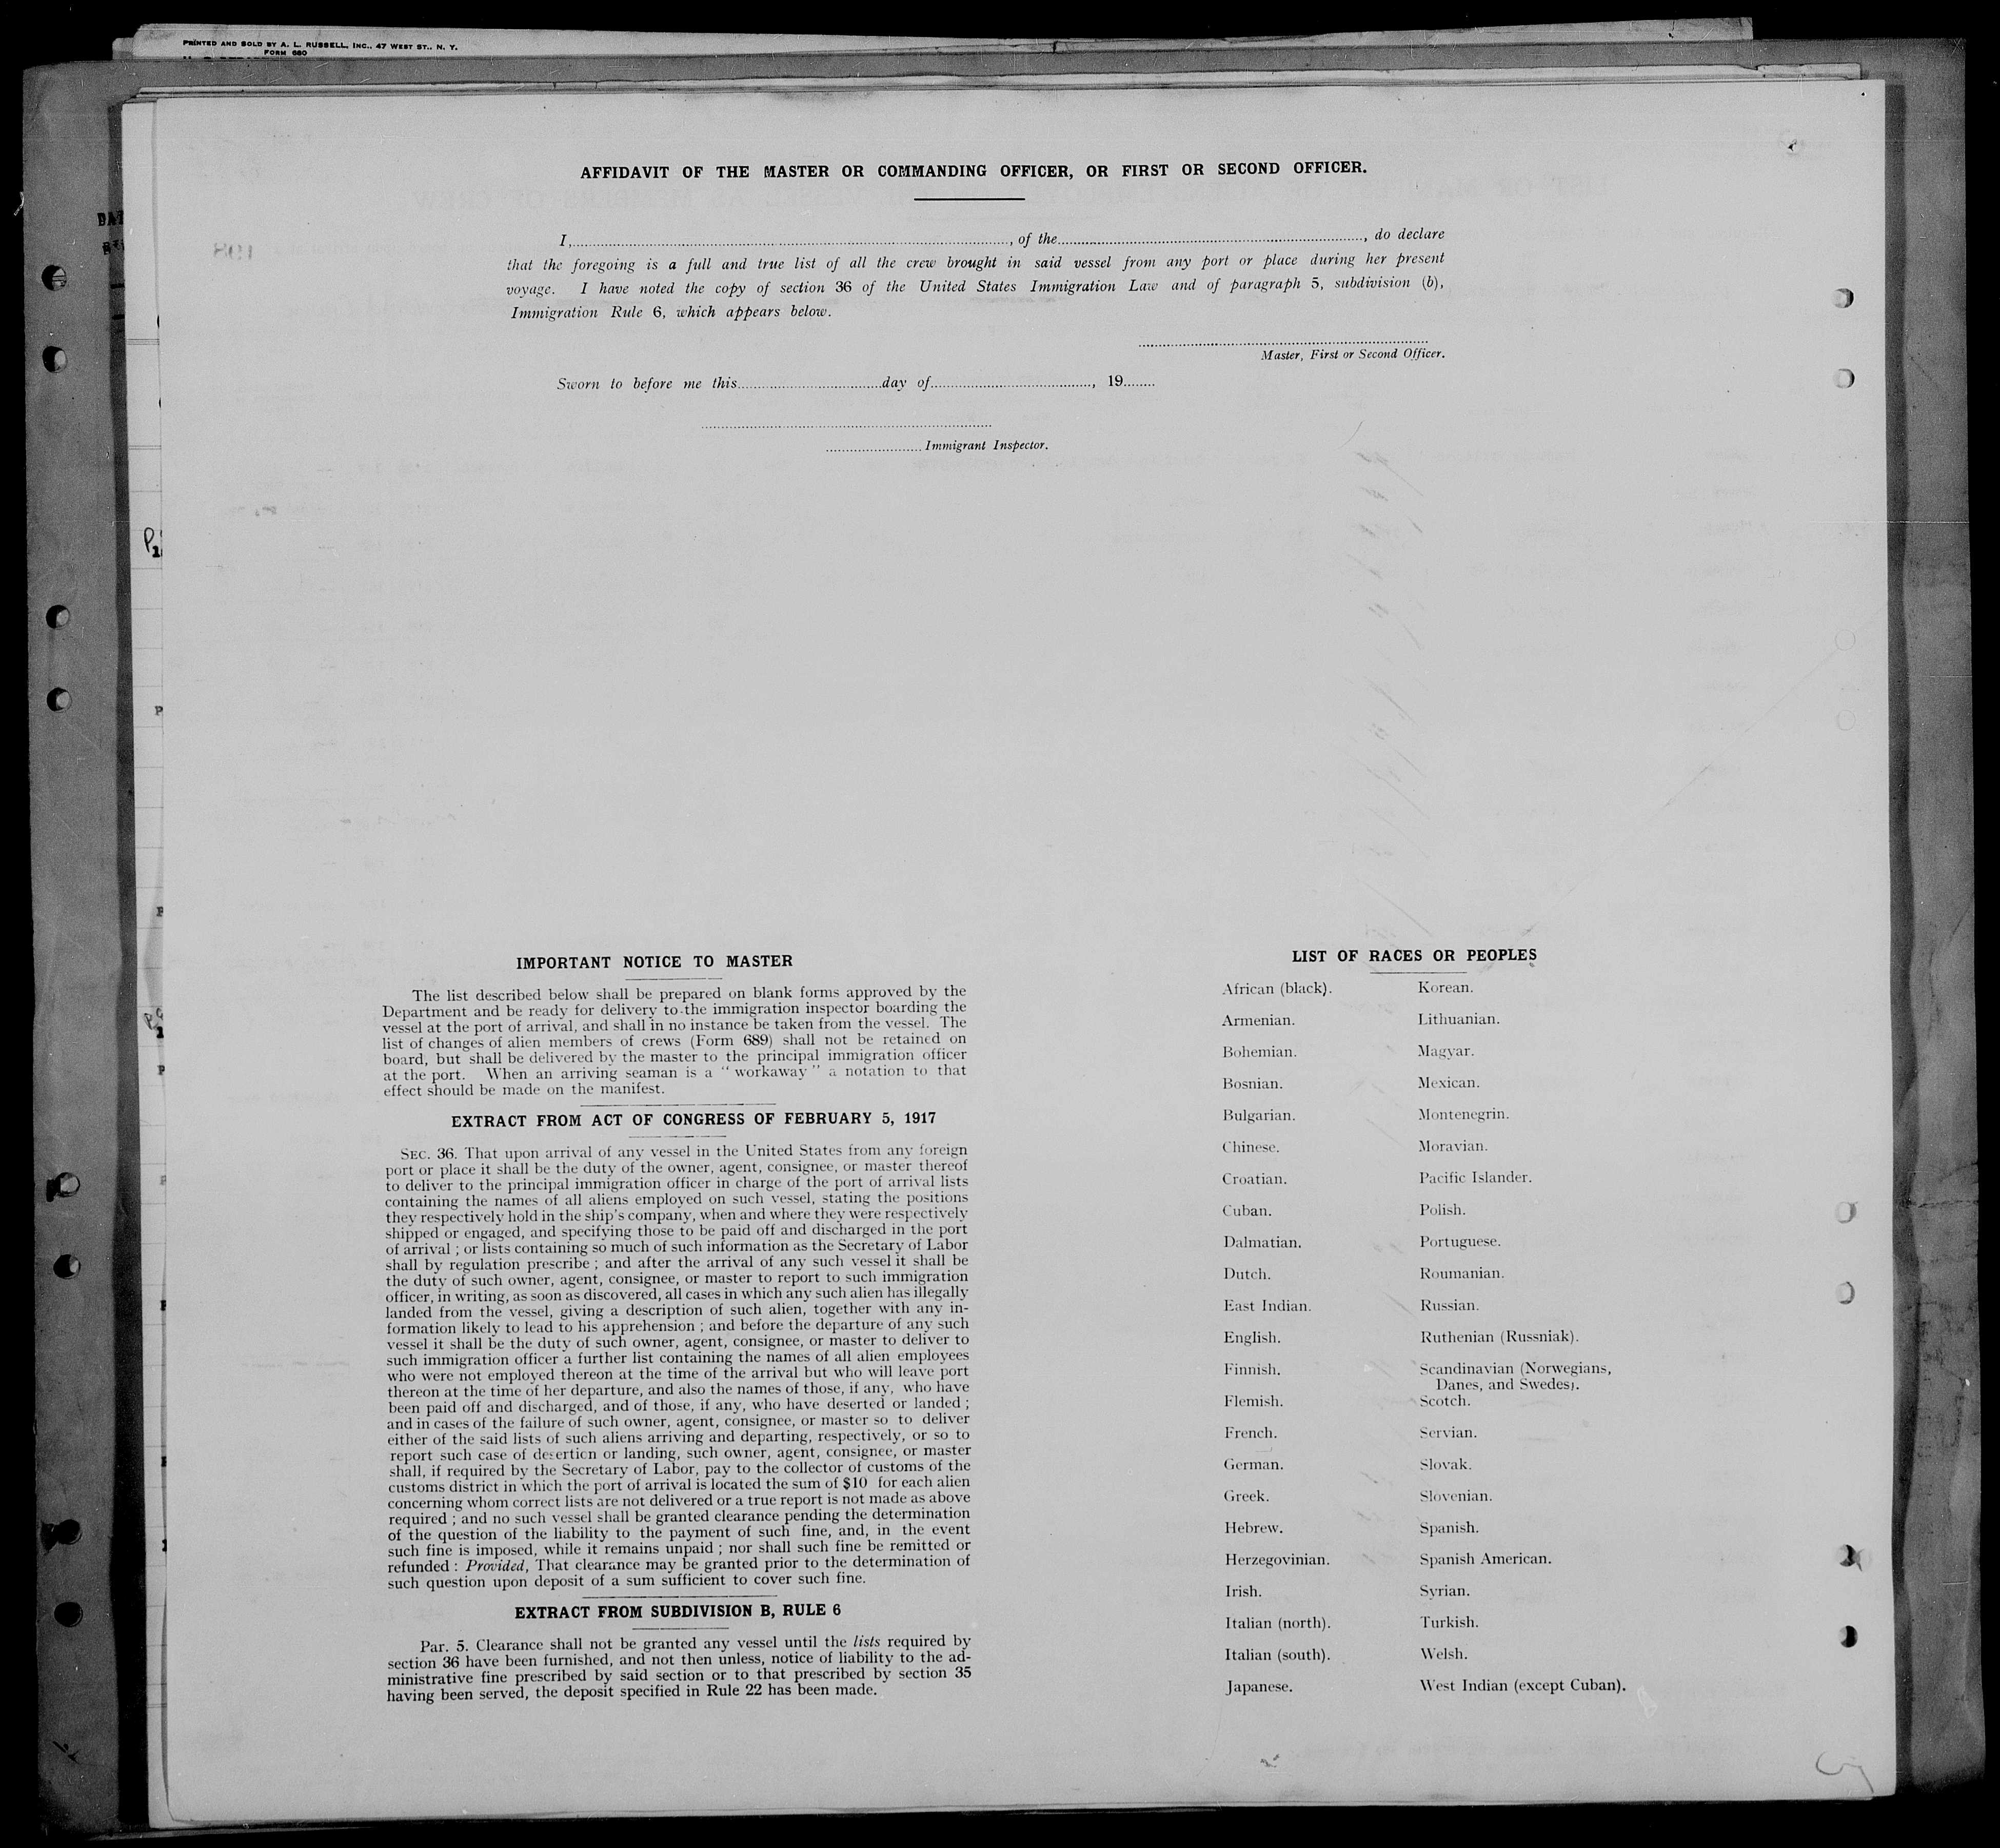 PRINTED AND SOLD BY A. L. RUSSELL, INC., 47 WEST ST., N. Y.
FORM 680
AFFIDAVIT OF THE MASTER OR COMMANDING OFFICER, OR FIRST OR SECOND OFFICER.
I, ........................, of the ........................, do declare
that the foregoing is a full and true list of all the crew brought in said vessel from any port or place during her present
voyage. I have noted the copy of section 36 of the United States Immigration Law and of paragraph 5, subdivision (b),
Immigration Rule 6, which appears below.
Master, First or Second Officer.
Sworn to before me this ................ day of ................, 19........
................ Immigrant Inspector.
IMPORTANT NOTICE TO MASTER
The list described below shall be prepared on blank forms approved by the
Department and be ready for delivery to the immigration inspector boarding the
vessel at the port of arrival, and shall in no instance be taken from the vessel. The
list of changes of alien members of crews (Form 689) shall not be retained on
board, but shall be delivered by the master to the principal immigration officer
at the port. When an arriving seaman is a "workaway" a notation to that
effect should be made on the manifest.
EXTRACT FROM ACT OF CONGRESS OF FEBRUARY 5, 1917
SEC. 36. That upon arrival of any vessel in the United States from any foreign
port or place it shall be the duty of the owner, agent, consignee, or master thereof
to deliver to the principal immigration officer in charge of the port of arrival lists
containing the names of all aliens employed on such vessel, stating the positions
they respectively hold in the ship's company, when and where they were respectively
shipped or engaged, and specifying those to be paid off and discharged in the port
of arrival ; or lists containing so much of such information as the Secretary of Labor
shall by regulation prescribe ; and after the arrival of any such vessel it shall be
the duty of such owner, agent, consignee, or master to report to such immigration
officer, in writing, as soon as discovered, all cases in which any such alien has illegally
landed from the vessel, giving a description of such alien, together with any in-
formation likely to lead to his apprehension ; and before the departure of any such
vessel it shall be the duty of such owner, agent, consignee, or master to deliver to
such immigration officer a further list containing the names of all alien employees
who were not employed thereon at the time of the arrival but who will leave port
thereon at the time of her departure, and also the names of those, if any, who have
been paid off and discharged, and of those, if any, who have deserted or landed ;
and in cases of the failure of such owner, agent, consignee, or master so to deliver
either of the said lists of such aliens arriving and departing, respectively, or so to
report such case of desertion or landing, such owner, agent, consignee, or master
shall, if required by the Secretary of Labor, pay to the collector of customs of the
customs district in which the port of arrival is located the sum of $10 for each alien
concerning whom correct lists are not delivered or a true report is not made as above
required ; and no such vessel shall be granted clearance pending the determination
of the question of the liability to the payment of such fine, and, in the event
such fine is imposed, while it remains unpaid ; nor shall such fine be remitted or
refunded : Provided, That clearance may be granted prior to the determination of
such question upon deposit of a sum sufficient to cover such fine.
EXTRACT FROM SUBDIVISION B, RULE 6
Par. 5. Clearance shall not be granted any vessel until the lists required by
section 36 have been furnished, and not then unless, notice of liability to the ad-
ministrative fine prescribed by said section or to that prescribed by section 35
having been served, the deposit specified in Rule 22 has been made.
LIST OF RACES OR PEOPLES
African (black).
Armenian.
Bohemian.
Bosnian.
Bulgarian.
Chinese.
Croatian.
Cuban.
Dalmatian.
Dutch.
East Indian.
English.
Finnish.
Flemish.
French.
German.
Greek.
Hebrew.
Herzegovinian.
Irish.
Italian (north).
Italian (south).
Japanese.
Korean.
Lithuanian.
Magyar.
Mexican.
Montenegrin.
Moravian.
Pacific Islander.
Polish.
Portuguese.
Roumanian.
Russian.
Ruthenian (Russniak).
Scandinavian (Norwegians,
Danes, and Swedes).
Scotch.
Servian.
Slovak.
Slovenian.
Spanish.
Spanish American.
Syrian.
Turkish.
Welsh.
West Indian (except Cuban).